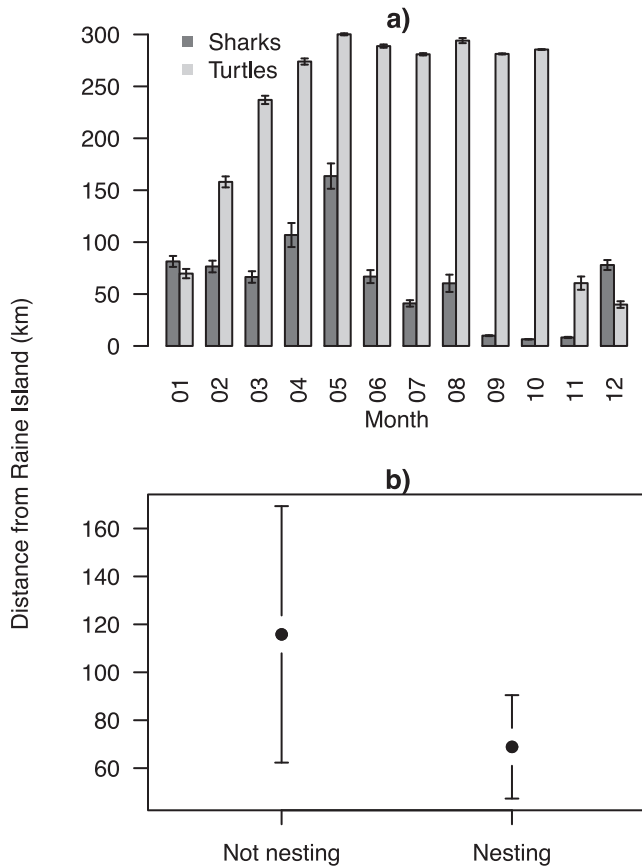 a)
300
250
200
150
100
50
0
Sharks
Turtles
01 02 03 04 05 06 07 08 09 10 11 12
Month
Distance from Raine Island (km)
b)
160
140
120
100
80
60
Not nesting Nesting